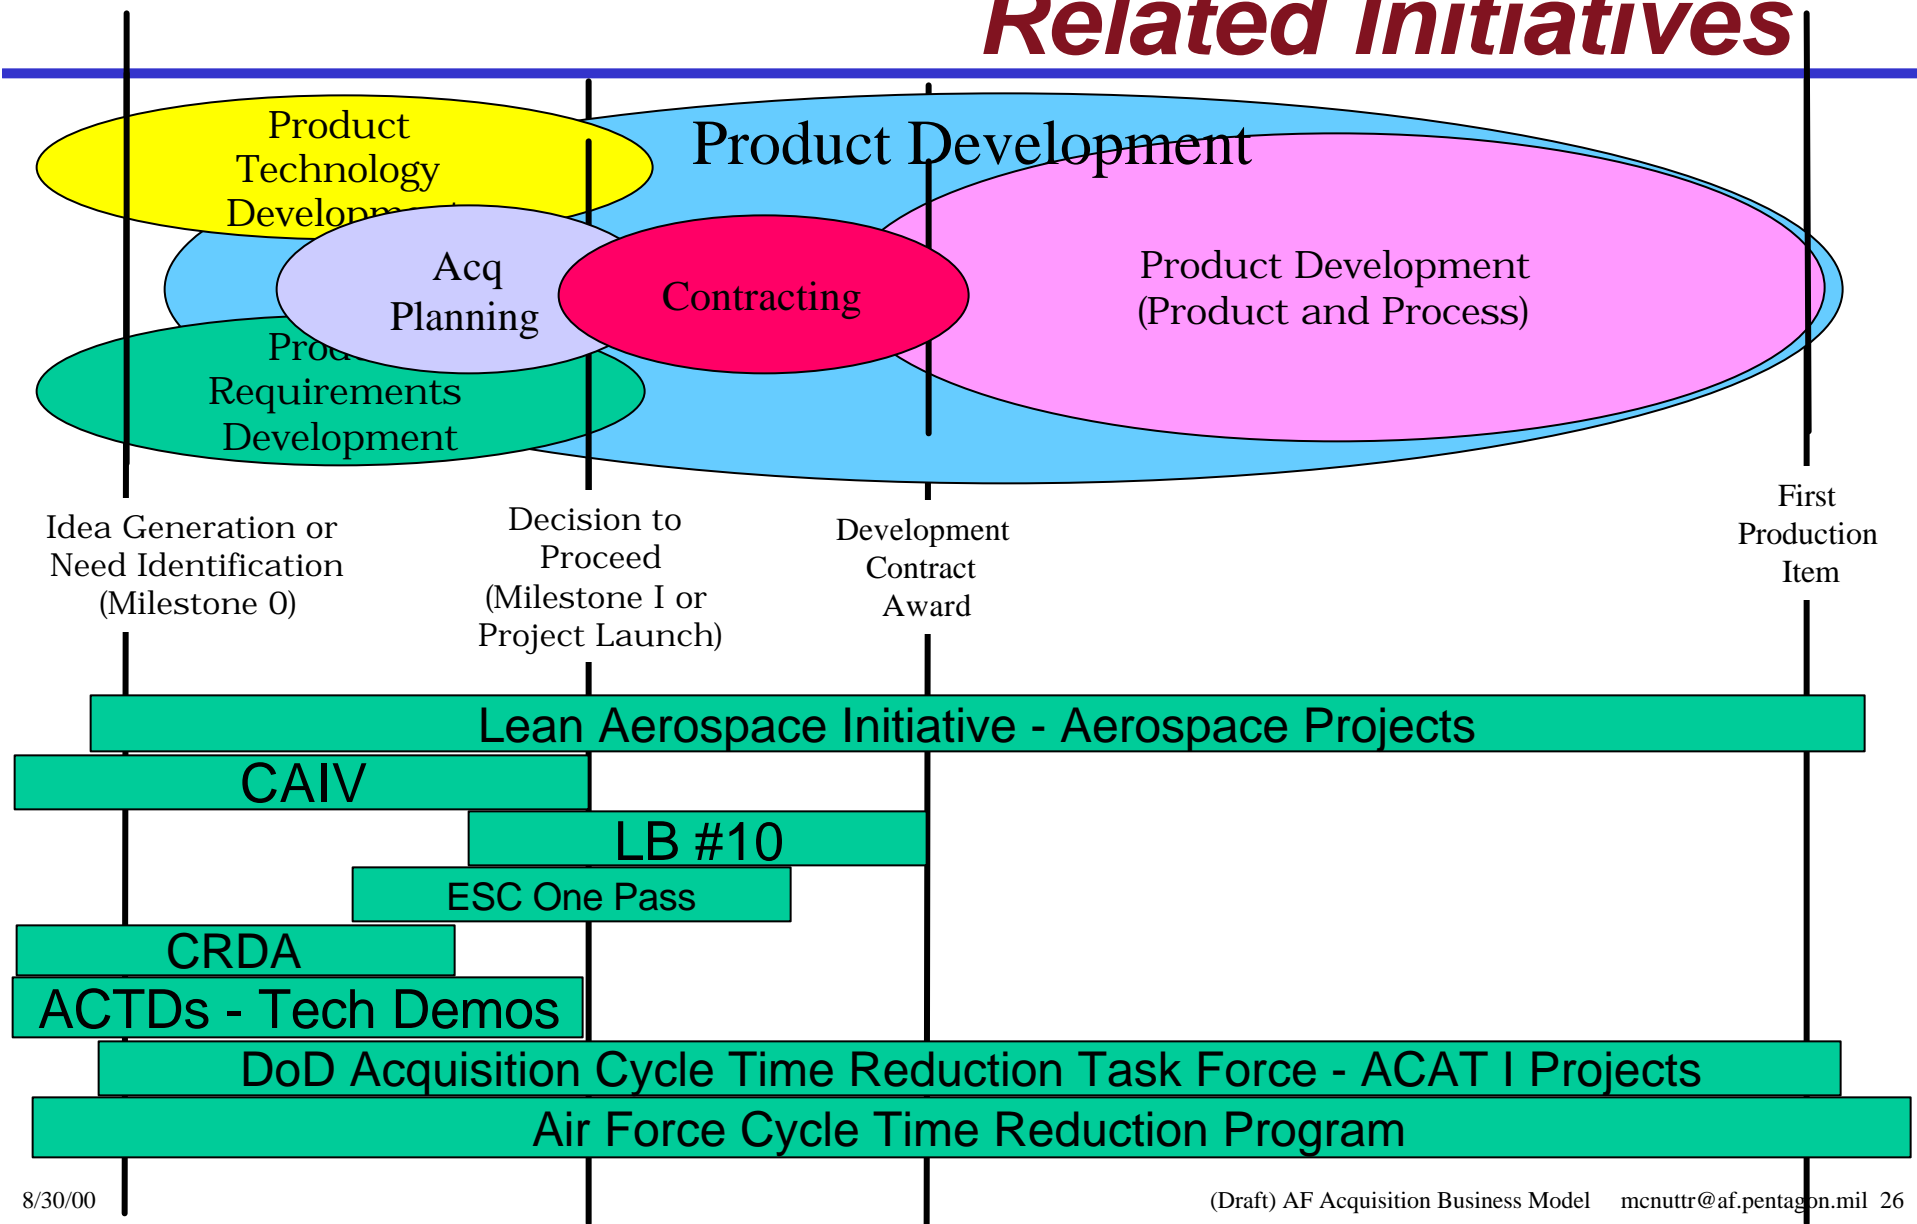 Related Initiatives
Product
Technology
Development
Product Development
Acq
Planning
Contracting
Product Development
(Product and Process)
Product
Requirements
Development
Idea Generation or
Need Identification
(Milestone 0)
Decision to
Proceed
(Milestone I or
Project Launch)
Development
Contract
Award
First
Production
Item
Lean Aerospace Initiative - Aerospace Projects
CAIV
LB #10
ESC One Pass
CRDA
ACTDs - Tech Demos
DoD Acquisition Cycle Time Reduction Task Force - ACAT I Projects
Air Force Cycle Time Reduction Program
8/30/00
(Draft) AF Acquisition Business Model mcnuttr@af.pentagon.mil 26